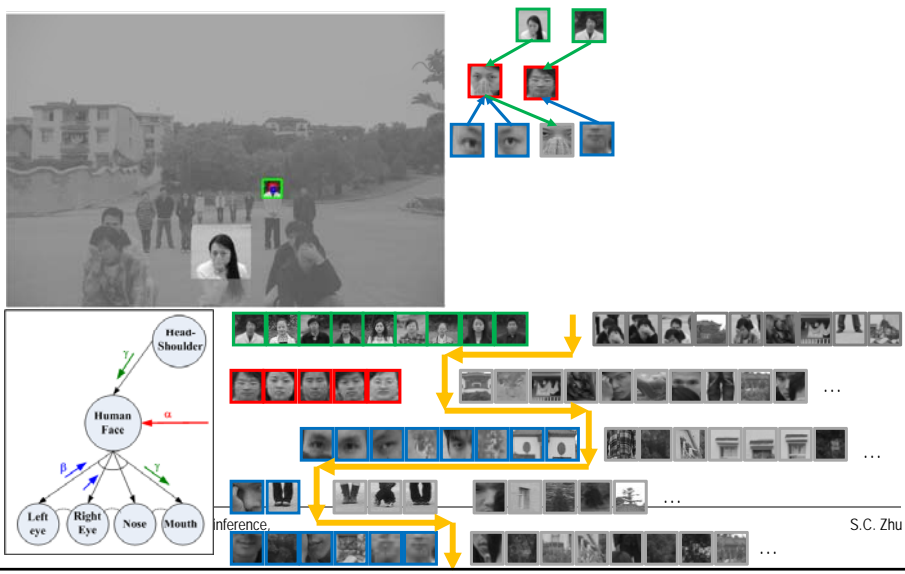 Head-
Shoulder
γ
Human
Face
α
β
γ
Left
eye
Right
Eye
Nose
Mouth
...
...
...
inference,
S.C. Zhu
...